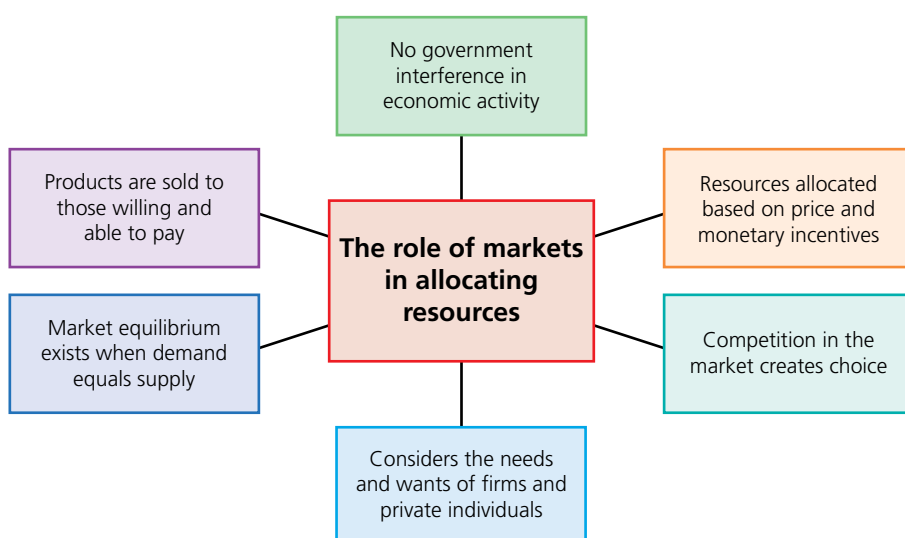 No government
interference in
economic activity
Products are sold to
those willing and
able to pay
Resources allocated
based on price and
monetary incentives
The role of markets
in allocating
resources
Market equilibrium
exists when demand
equals supply
Competition in the
market creates choice
Considers the needs
and wants of firms and
private individuals